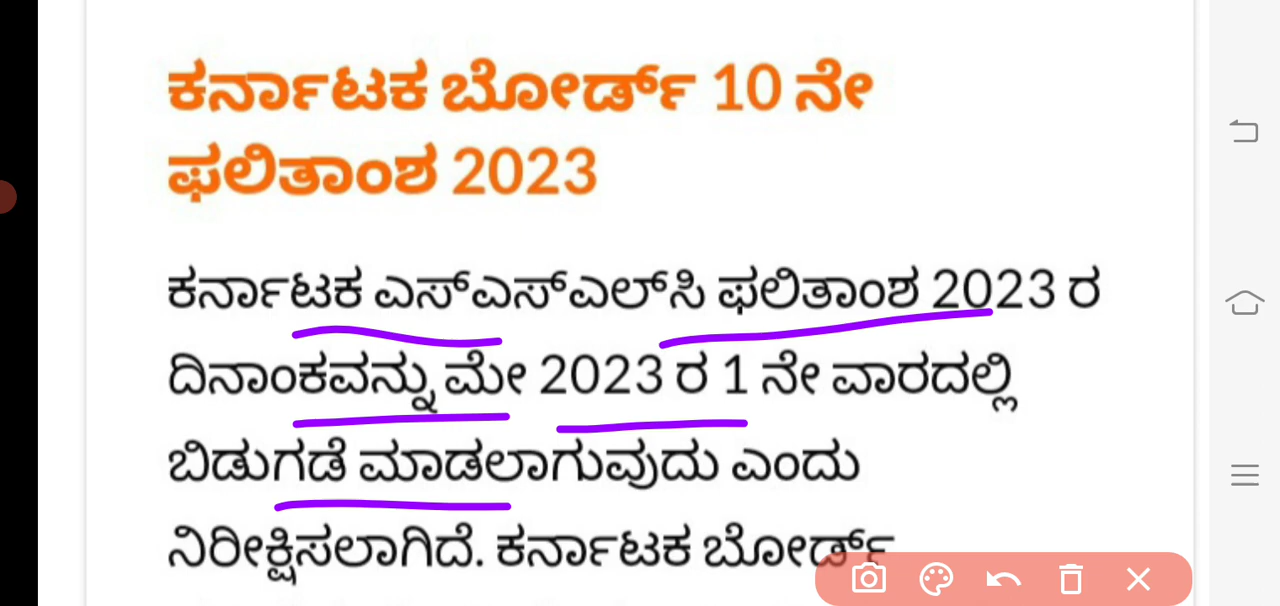 ಕರ್ನಾಟಕ ಬೋರ್ಡ್ 10 ನೇ
ಫಲಿತಾಂಶ 2023
ಕರ್ನಾಟಕ ಎಸ್ಎಸ್ಎಲ್‌ಸಿ ಫಲಿತಾಂಶ 2023 ರ
ದಿನಾಂಕವನ್ನು ಮೇ 2023 ರ 1 ನೇ ವಾರದಲ್ಲಿ
ಬಿಡುಗಡೆ ಮಾಡಲಾಗುವುದು ಎಂದು
ನಿರೀಕ್ಷಿಸಲಾಗಿದೆ. ಕರ್ನಾಟಕ ಬೋರ್ಡ್